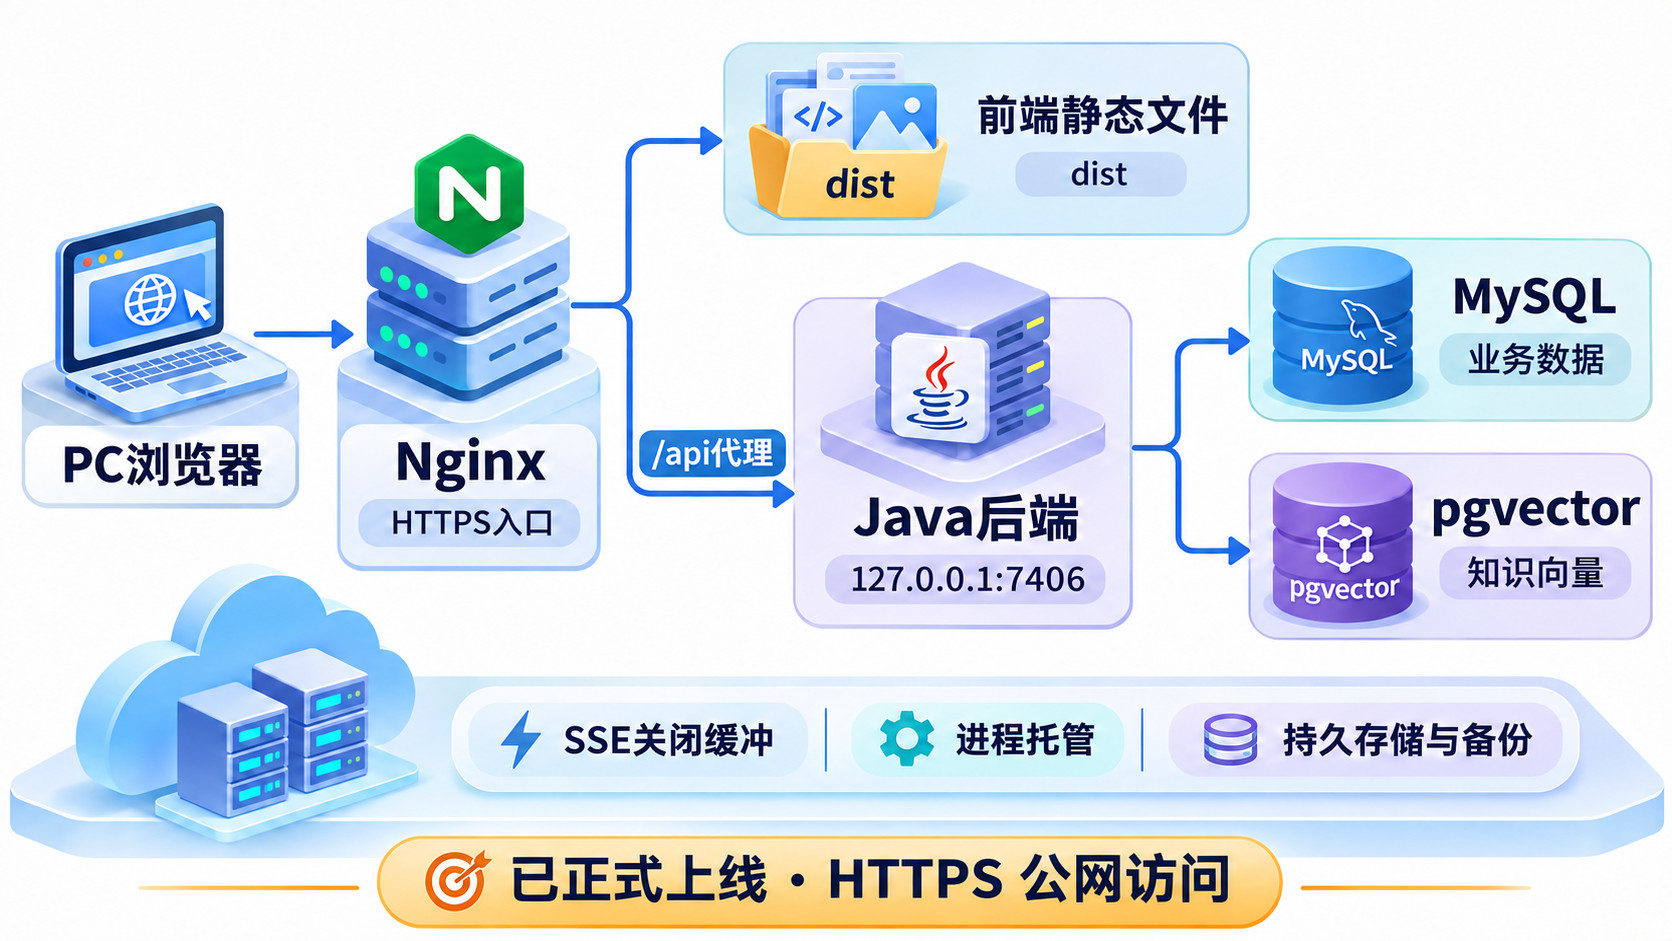 dist
前端静态文件
dist
N
PC浏览器
Nginx
HTTPS入口
/api代理
Java后端
127.0.0.1:7406
MySQL
MySQL
业务数据
pgvector
pgvector
知识向量
SSE关闭缓冲
进程托管
持久存储与备份
已正式上线·HTTPS 公网访问